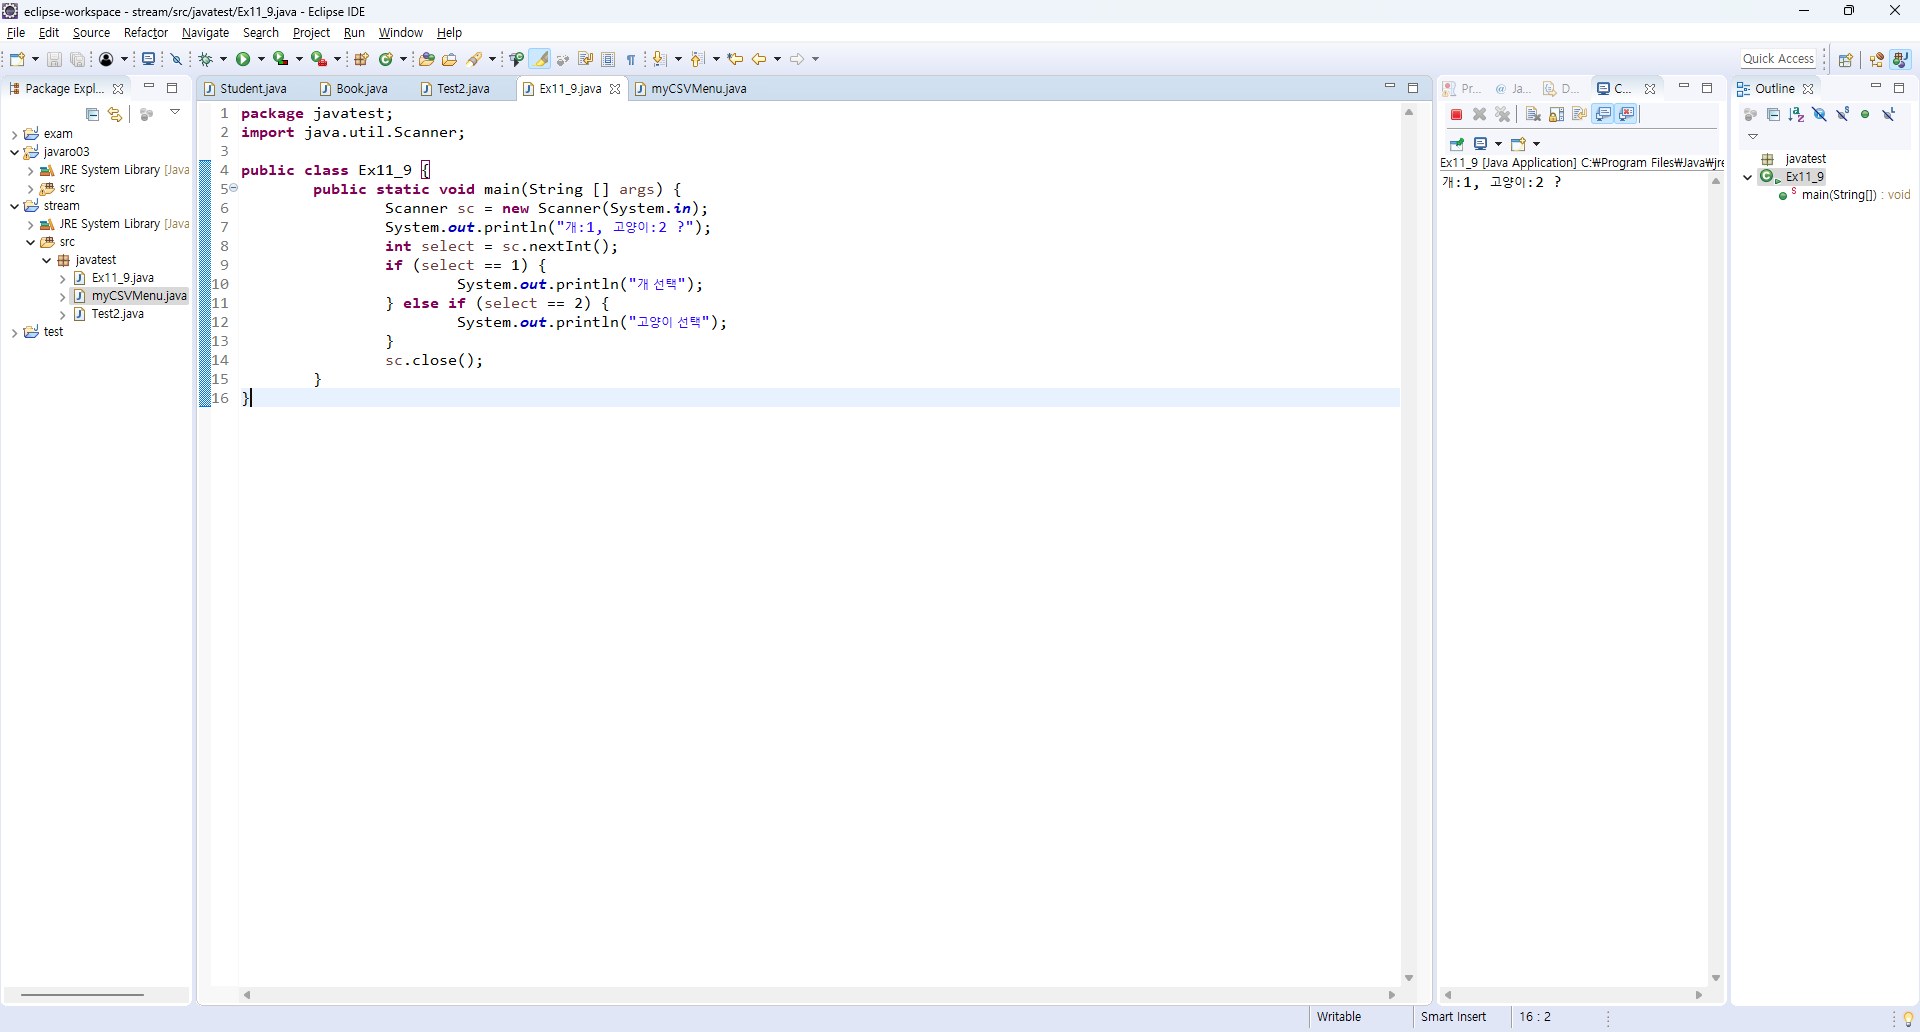 eclipse-workspace - stream/src/javatest/Ex11_9.java - Eclipse IDE
File Edit Source Refactor Navigate Search Project Run Window Help
Quick Access
Package Expl...
exam
javaro03
JRE System Library [Java
src
stream
JRE System Library [Java
src
javatest
Ex11_9.java
myCSVMenu.java
Test2.java
test
Student.java Book.java Test2.java Ex11_9.java myCSVMenu.java
1 package javatest;
2 import java.util.Scanner;
3
4 public class Ex11_9 {
5 public static void main(String [] args) {
6 Scanner sc = new Scanner(System.in);
7 System.out.println("개:1, 고양이:2 ?");
8 int select = sc.nextInt();
9 if (select == 1) {
10 System.out.println("개 선택");
11 } else if (select == 2) {
12 System.out.println("고양이 선택");
13 }
14 sc.close();
15 }
16 }
Pr... @ Ja... D... C...
Ex11_9 [Java Application] C:₩Program Files₩Java₩jre
개:1, 고양이:2 ?
Outline
javatest
Ex11_9
main(String[]) : void
Writable Smart Insert 16 : 2